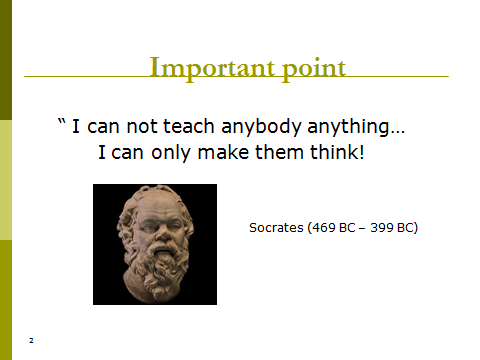 Important point
“ I can not teach anybody anything…
I can only make them think!
Socrates (469 BC – 399 BC)
2